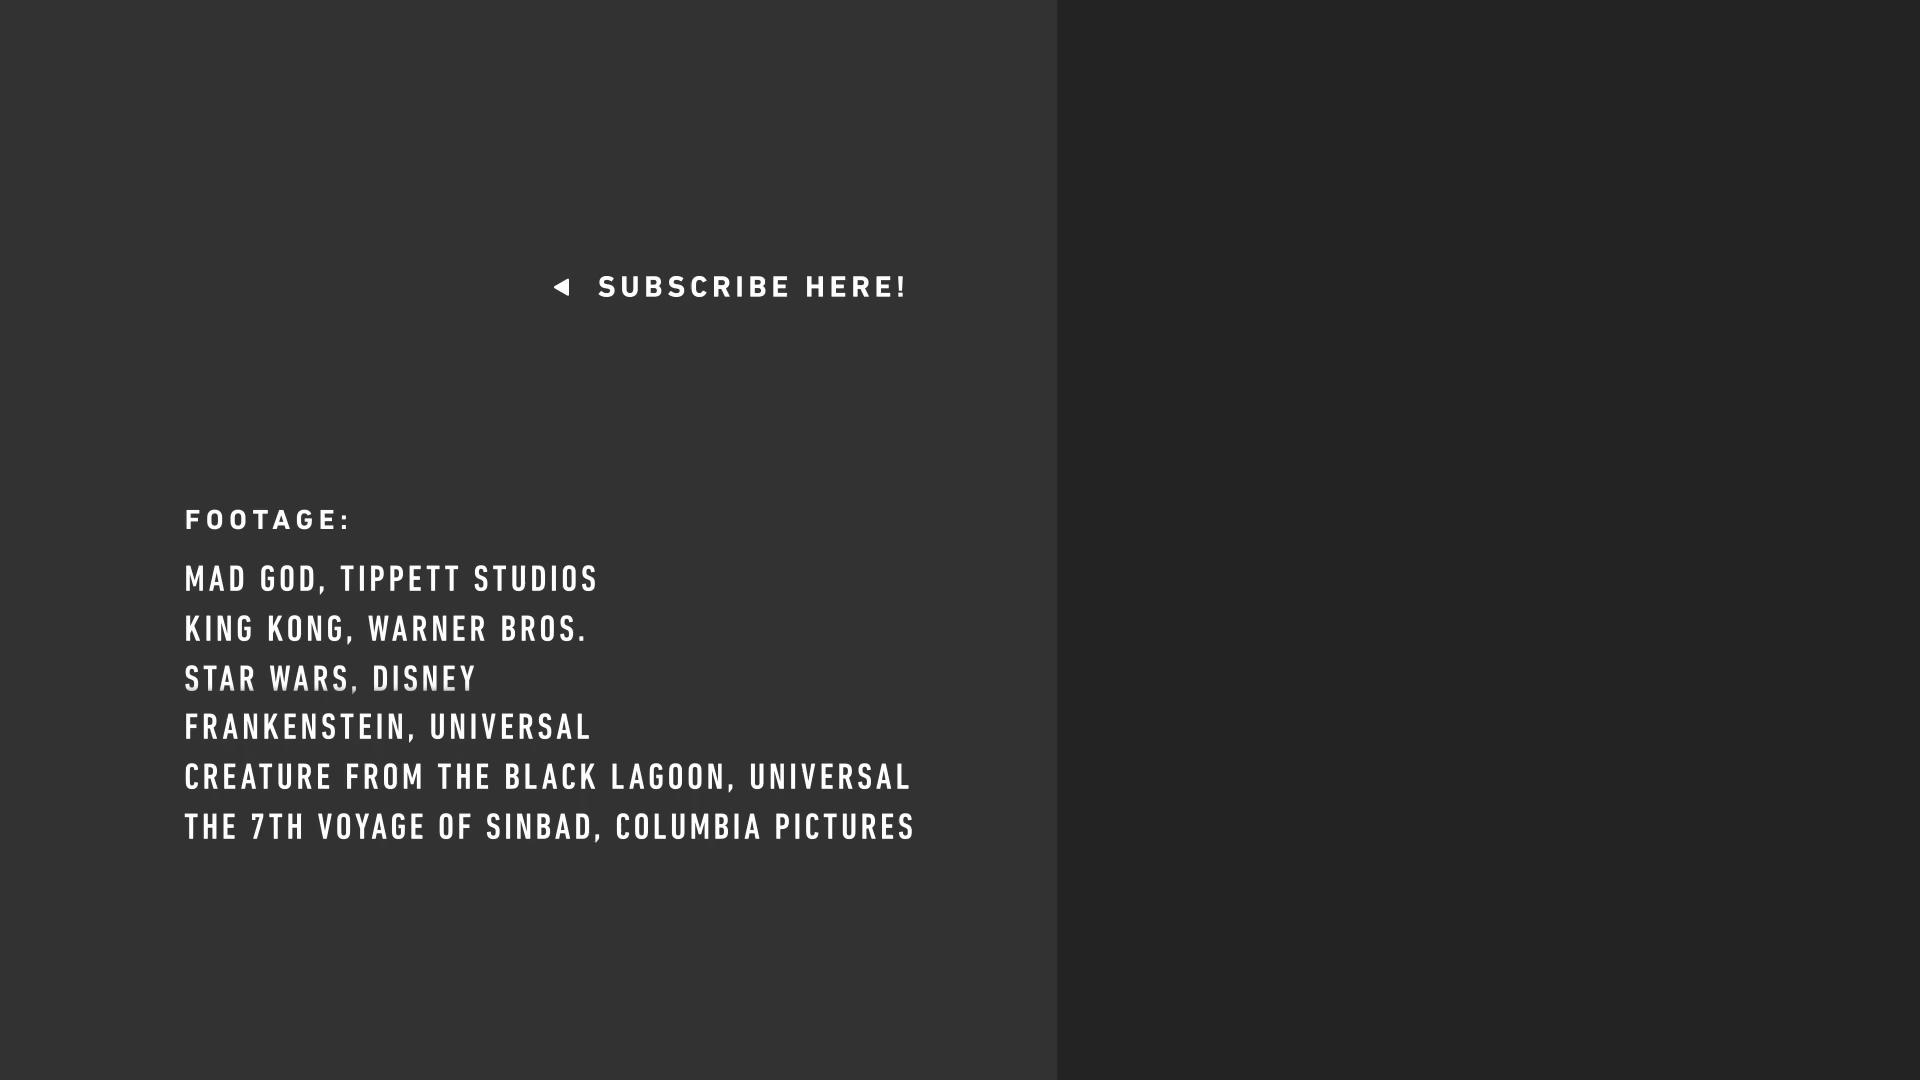 ◀ SUBSCRIBE HERE!
FOOTAGE:
MAD GOD, TIPPETT STUDIOS
KING KONG, WARNER BROS.
STAR WARS, DISNEY
FRANKENSTEIN, UNIVERSAL
CREATURE FROM THE BLACK LAGOON, UNIVERSAL
THE 7TH VOYAGE OF SINBAD, COLUMBIA PICTURES